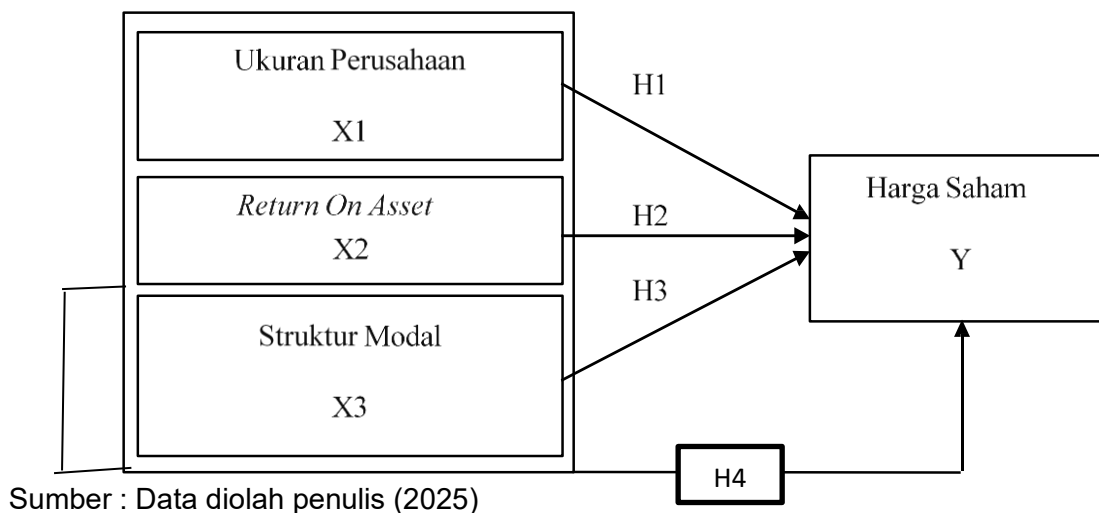 Ukuran Perusahaan
X1
Return On Asset
X2
Struktur Modal
X3
H1
H2
H3
Harga Saham
Y
H4
Sumber : Data diolah penulis (2025)